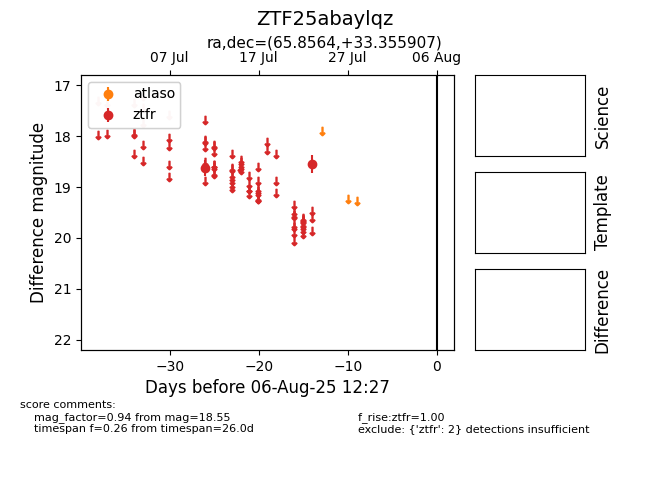 ZTF25abaylqz
ra,dec=(65.8564,+33.355907)
07 Jul 17 Jul 27 Jul 06 Aug
17
18
19
20
21
22
Difference magnitude
atlaso
ztfr
−30 −20 −10 0
Days before 06-Aug-25 12:27
Science
Template
Difference
score comments:
mag_factor=0.94 from mag=18.55
timespan f=0.26 from timespan=26.0d
f_rise:ztfr=1.00
exclude: {'ztfr': 2} detections insufficient